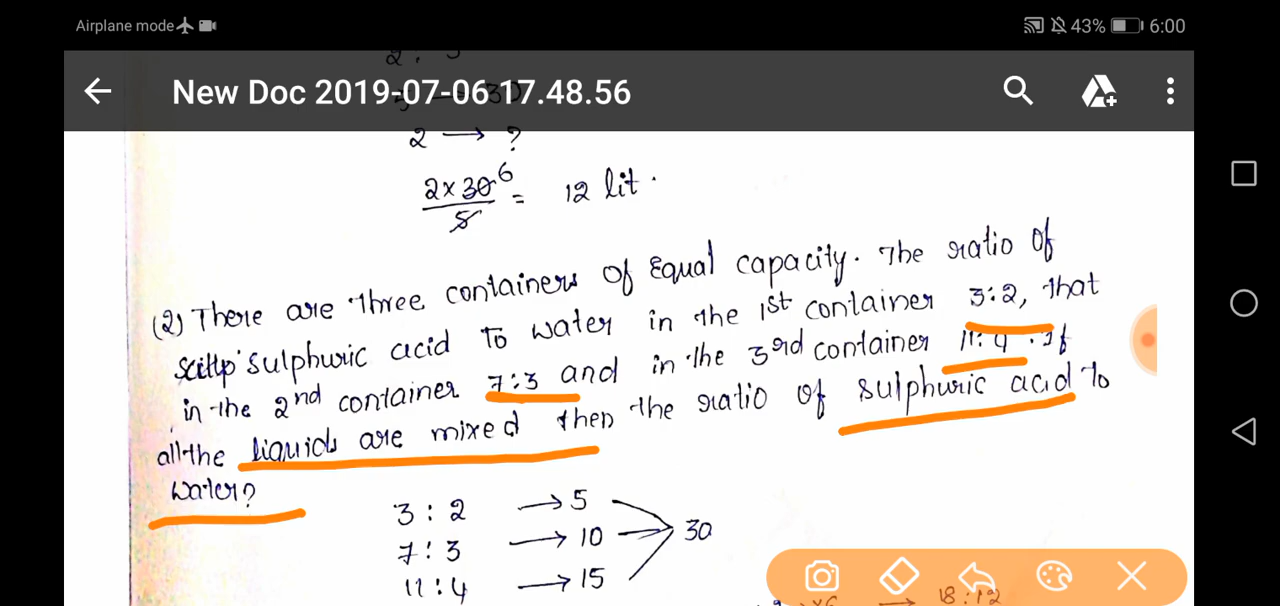 Airplane mode
43% 6:00
New Doc 2019-07-06 17.48.56
2 → ?
2 x 30 6
5 = 12 lit.
(2) There are three containers of Equal capacity. The ratio of
sulphuric acid to water in the 1st container 3:2, that
in the 2nd container 7:3 and in the 3rd container 11:4. If
all the liquids are mixed then the ratio of sulphuric acid to
water?
3 : 2 → 5
7 : 3 → 10 → 30
11 : 4 → 15
x6 → 18:12